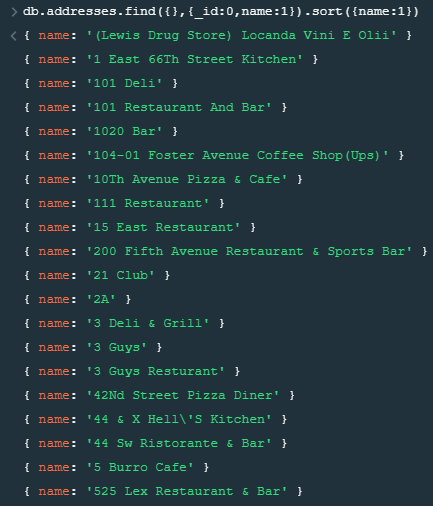 > db.addresses.find({},{_id:0,name:1}).sort({name:1})
< { name: '(Lewis Drug Store) Locanda Vini E Olii' }
{ name: '1 East 66Th Street Kitchen' }
{ name: '101 Deli' }
{ name: '101 Restaurant And Bar' }
{ name: '1020 Bar' }
{ name: '104-01 Foster Avenue Coffee Shop(Ups)' }
{ name: '10Th Avenue Pizza & Cafe' }
{ name: '111 Restaurant' }
{ name: '15 East Restaurant' }
{ name: '200 Fifth Avenue Restaurant & Sports Bar' }
{ name: '21 Club' }
{ name: '2A' }
{ name: '3 Deli & Grill' }
{ name: '3 Guys' }
{ name: '3 Guys Resturant' }
{ name: '42Nd Street Pizza Diner' }
{ name: '44 & X Hell\'S Kitchen' }
{ name: '44 Sw Ristorante & Bar' }
{ name: '5 Burro Cafe' }
{ name: '525 Lex Restaurant & Bar' }